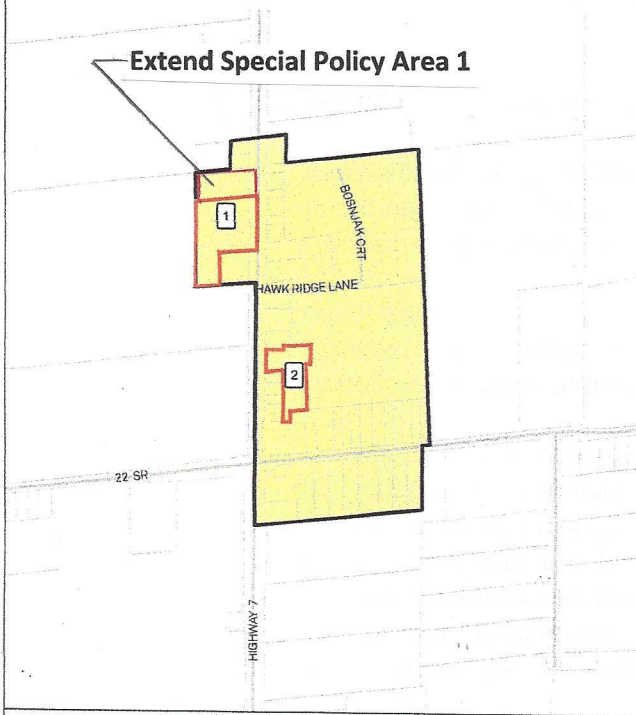 Extend Special Policy Area 1
1
BOSNJAK CRT
HAWK RIDGE LANE
2
22 SR
HIGHWAY 7